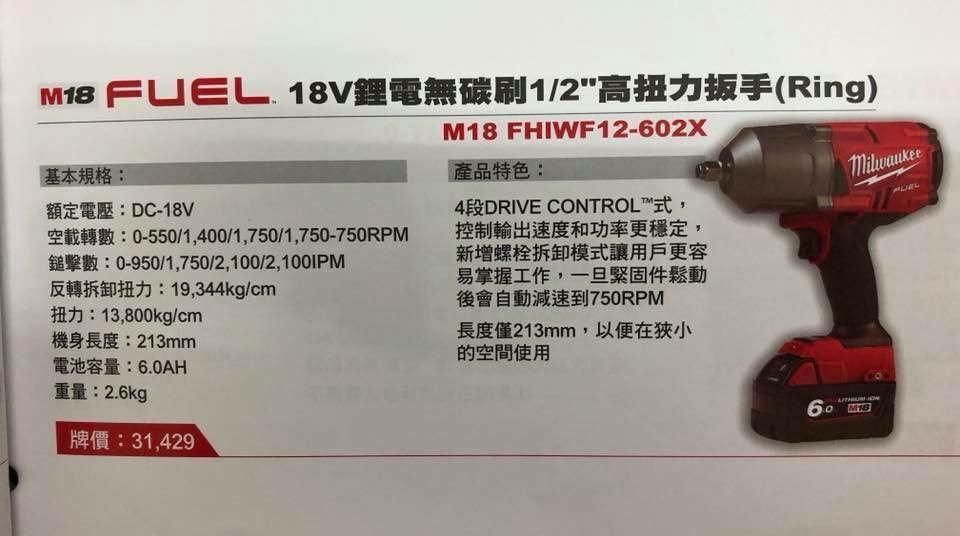 M18 FUEL™ 18V鋰電無碳刷1/2"高扭力扳手(Ring)
M18 FHIWF12-602X
基本規格：
額定電壓：DC-18V
空載轉數：0-550/1,400/1,750/1,750-750RPM
鎚擊數：0-950/1,750/2,100/2,100IPM
反轉拆卸扭力：19,344kg/cm
扭力：13,800kg/cm
機身長度：213mm
電池容量：6.0AH
重量：2.6kg
牌價：31,429
產品特色：
4段DRIVE CONTROL™式，
控制輸出速度和功率更穩定，
新增螺栓拆卸模式讓用戶更容
易掌握工作，一旦緊固件鬆動
後會自動減速到750RPM
長度僅213mm，以便在狹小
的空間使用
Milwaukee
FUEL
LITHIUM-ION
6.0 M18